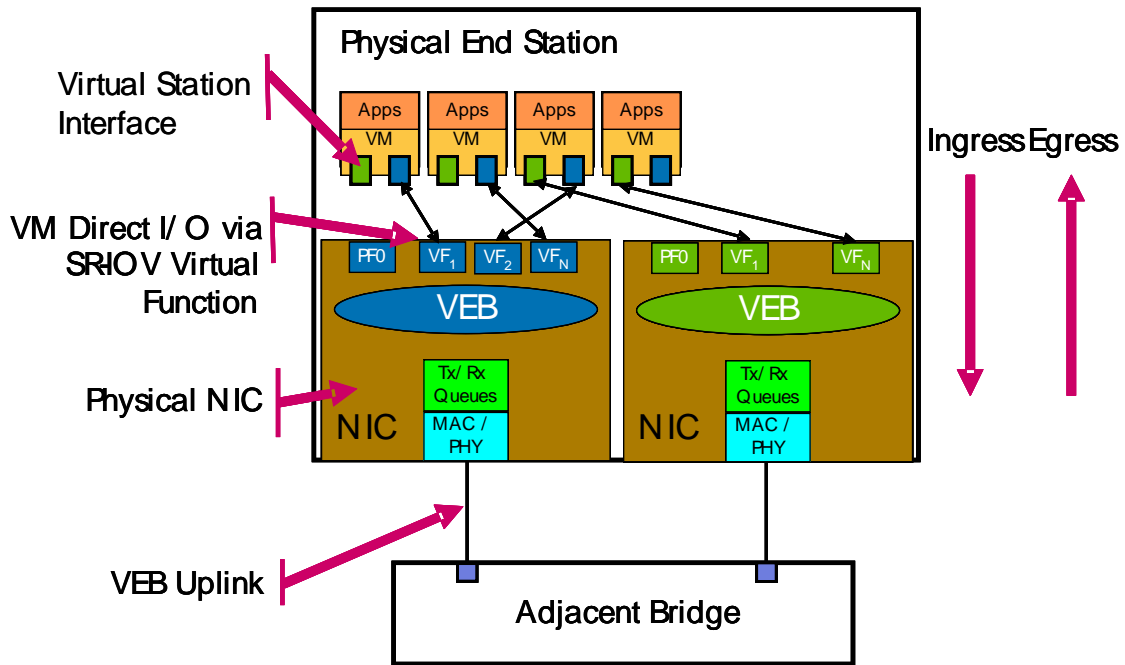 Physical End Station
Virtual Station
Interface
Apps
Apps
Apps
Apps
VM
VM
VM
VM
Ingress Egress
VM Direct I/O via
SR-IOV Virtual
Function
PF0
VF1
VF2
VFN
PF0
VF1
VFN
VEB
VEB
Physical NIC
Tx/Rx
Queues
MAC /
PHY
NIC
Tx/Rx
Queues
MAC /
PHY
NIC
VEB Uplink
Adjacent Bridge